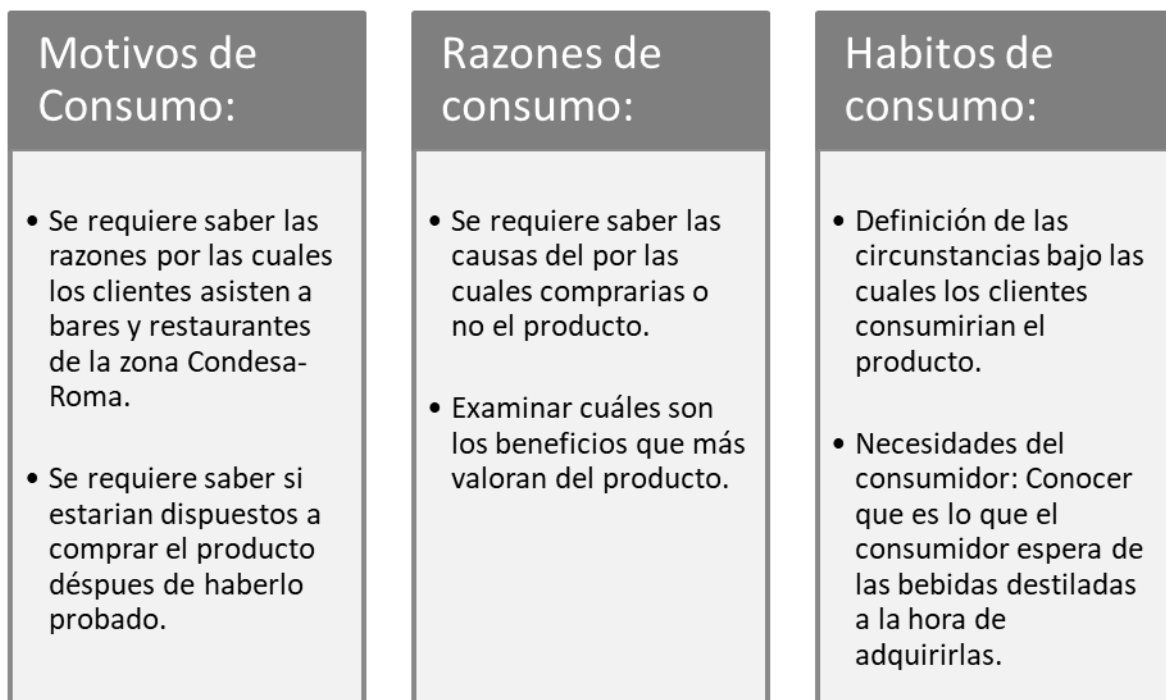 Motivos de
Consumo:
• Se requiere saber las
razones por las cuales
los clientes asisten a
bares y restaurantes
de la zona Condesa-
Roma.
• Se requiere saber si
estarian dispuestos a
comprar el producto
déspues de haberlo
probado.
Razones de
consumo:
• Se requiere saber las
causas del por las
cuales comprarias o
no el producto.
• Examinar cuáles son
los beneficios que más
valoran del producto.
Habitos de
consumo:
• Definición de las
circunstancias bajo las
cuales los clientes
consumirian el
producto.
• Necesidades del
consumidor: Conocer
que es lo que el
consumidor espera de
las bebidas destiladas
a la hora de
adquirirlas.